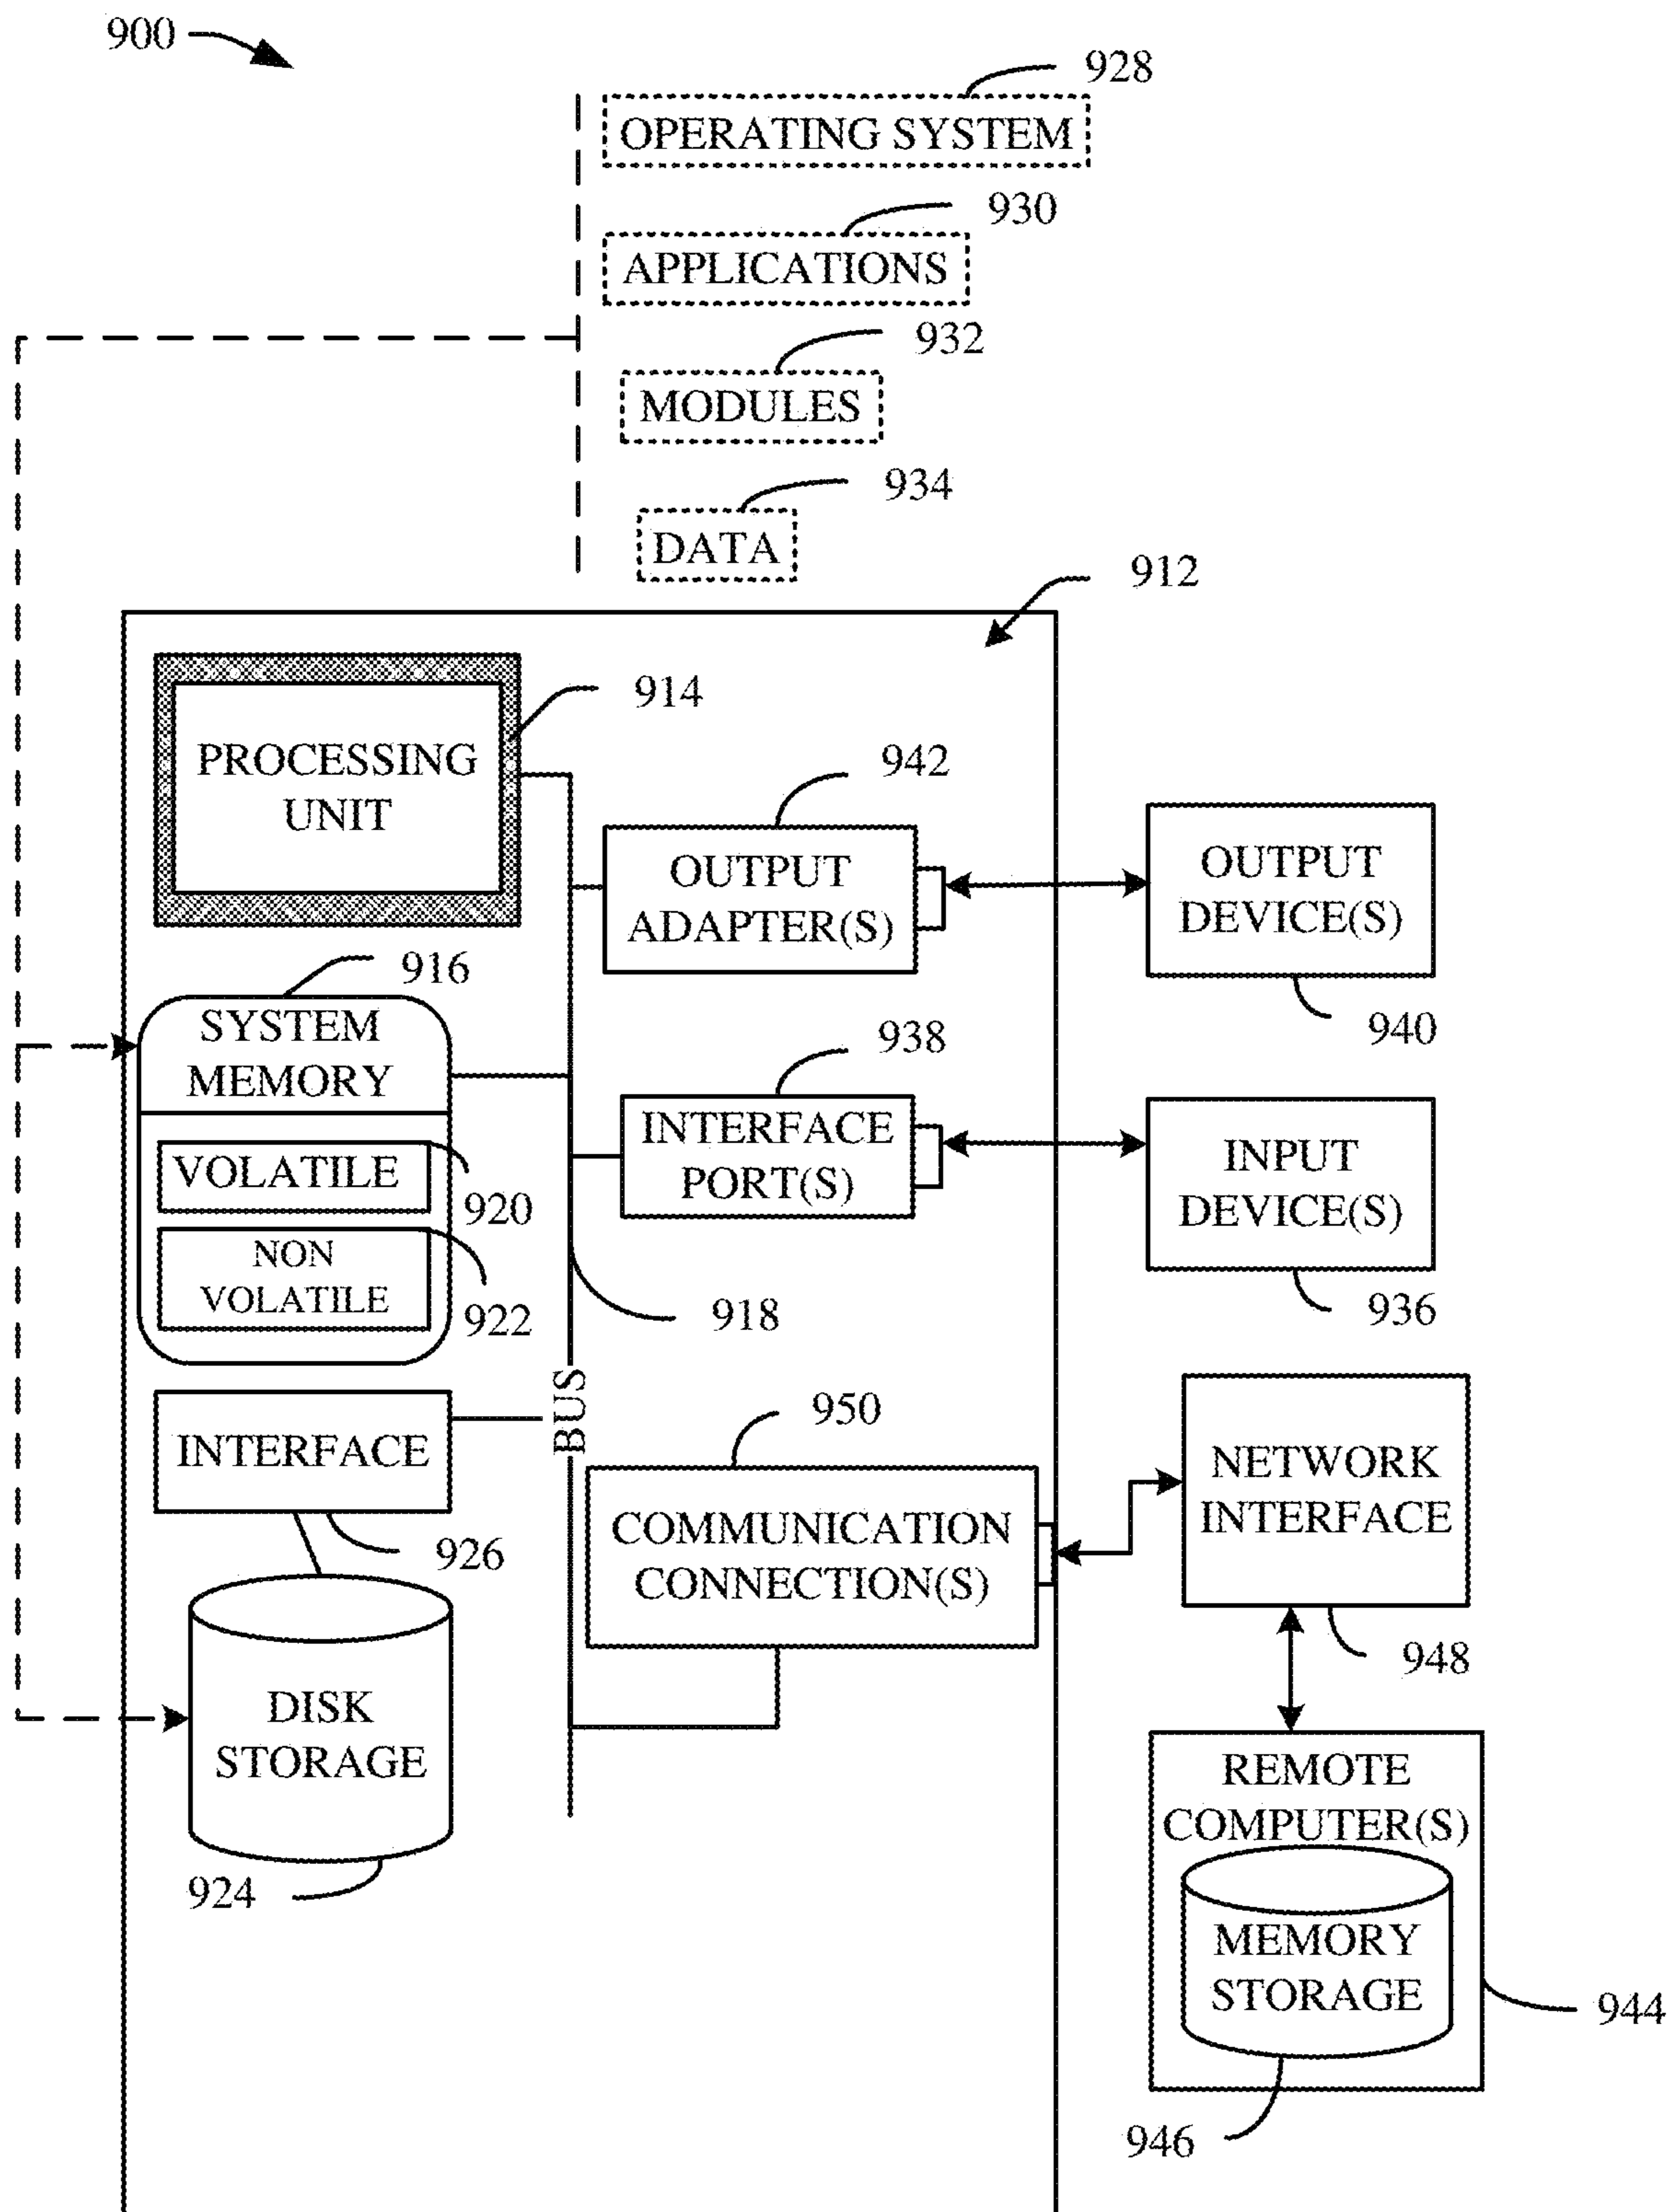 900
928
OPERATING SYSTEM
930
APPLICATIONS
932
MODULES
934
DATA
912
914
PROCESSING
UNIT
942
OUTPUT
ADAPTER(S)
OUTPUT
DEVICE(S)
940
916
SYSTEM
MEMORY
VOLATILE
920
NON
VOLATILE
922
938
INTERFACE
PORT(S)
INPUT
DEVICE(S)
936
918
BUS
INTERFACE
926
950
COMMUNICATION
CONNECTION(S)
NETWORK
INTERFACE
948
DISK
STORAGE
924
REMOTE
COMPUTER(S)
MEMORY
STORAGE
944
946